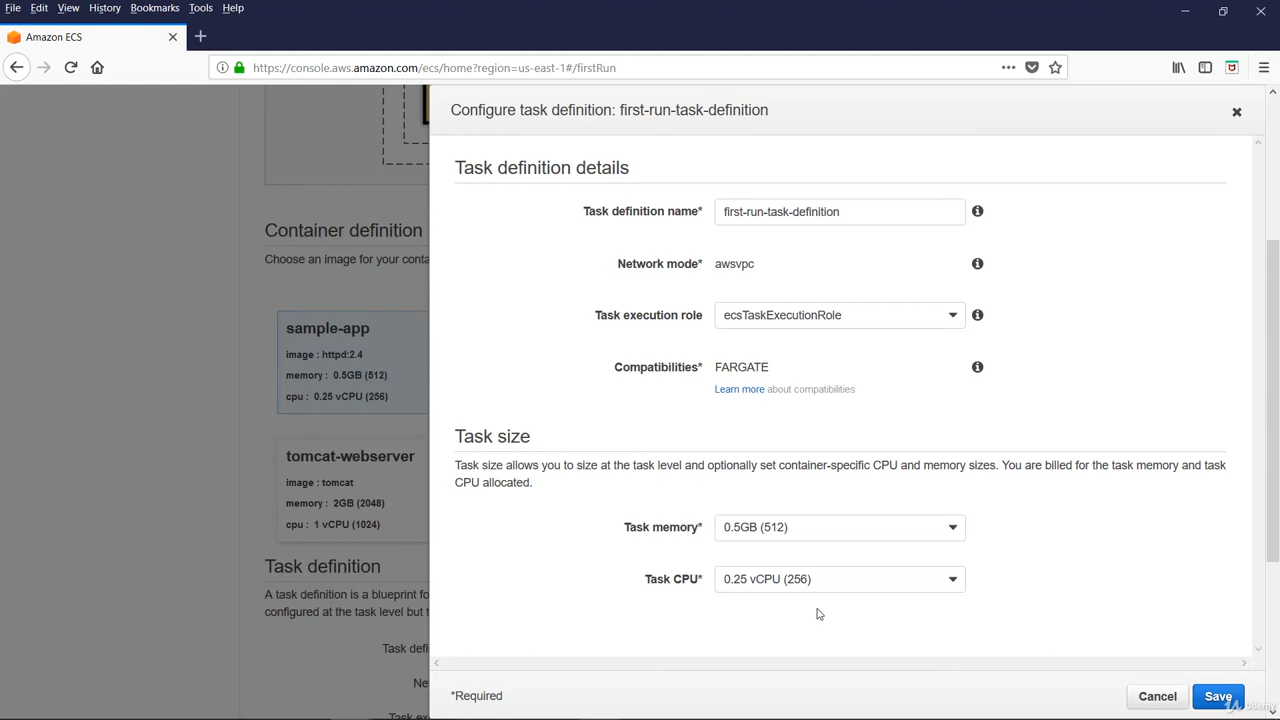 File Edit View History Bookmarks Tools Help
Amazon ECS
https://console.aws.amazon.com/ecs/home?region=us-east-1#/firstRun
Configure task definition: first-run-task-definition
Task definition details
Task definition name* first-run-task-definition
Network mode* awsvpc
Task execution role ecsTaskExecutionRole
Compatibilities* FARGATE
Learn more about compatibilities
Task size
Task size allows you to size at the task level and optionally set container-specific CPU and memory sizes. You are billed for the task memory and task
CPU allocated.
Task memory* 0.5GB (512)
Task CPU* 0.25 vCPU (256)
*Required
Cancel
Save
Container definition
Choose an image for your conta
sample-app
image : httpd:2.4
memory : 0.5GB (512)
cpu : 0.25 vCPU (256)
tomcat-webserver
image : tomcat
memory : 2GB (2048)
cpu : 1 vCPU (1024)
Task definition
A task definition is a blueprint fo
configured at the task level but t
Task defi
Ne
Task exe
Udemy